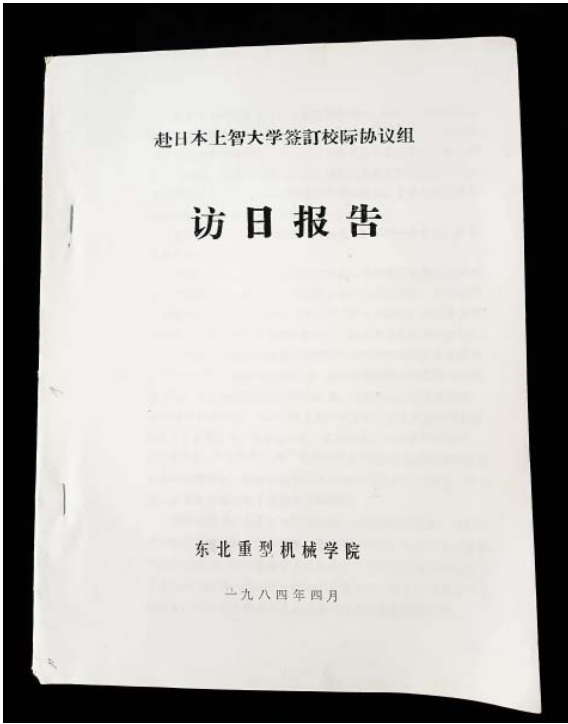 赴日本上智大学签訂校际协议组
访日报告
东北重型机械学院
一九八四年四月